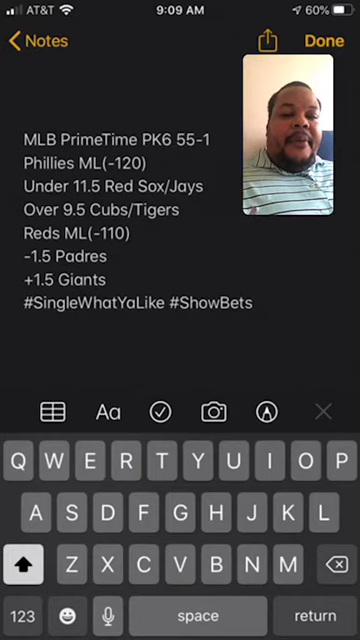 AT&T 9:09 AM 60%
Notes Done
MLB PrimeTime PK6 55-1
Phillies ML(-120)
Under 11.5 Red Sox/Jays
Over 9.5 Cubs/Tigers
Reds ML(-110)
-1.5 Padres
+1.5 Giants
#SingleWhatYaLike #ShowBets
Aa
Q W E R T Y U I O P
A S D F G H J K L
Z X C V B N M
123 space return